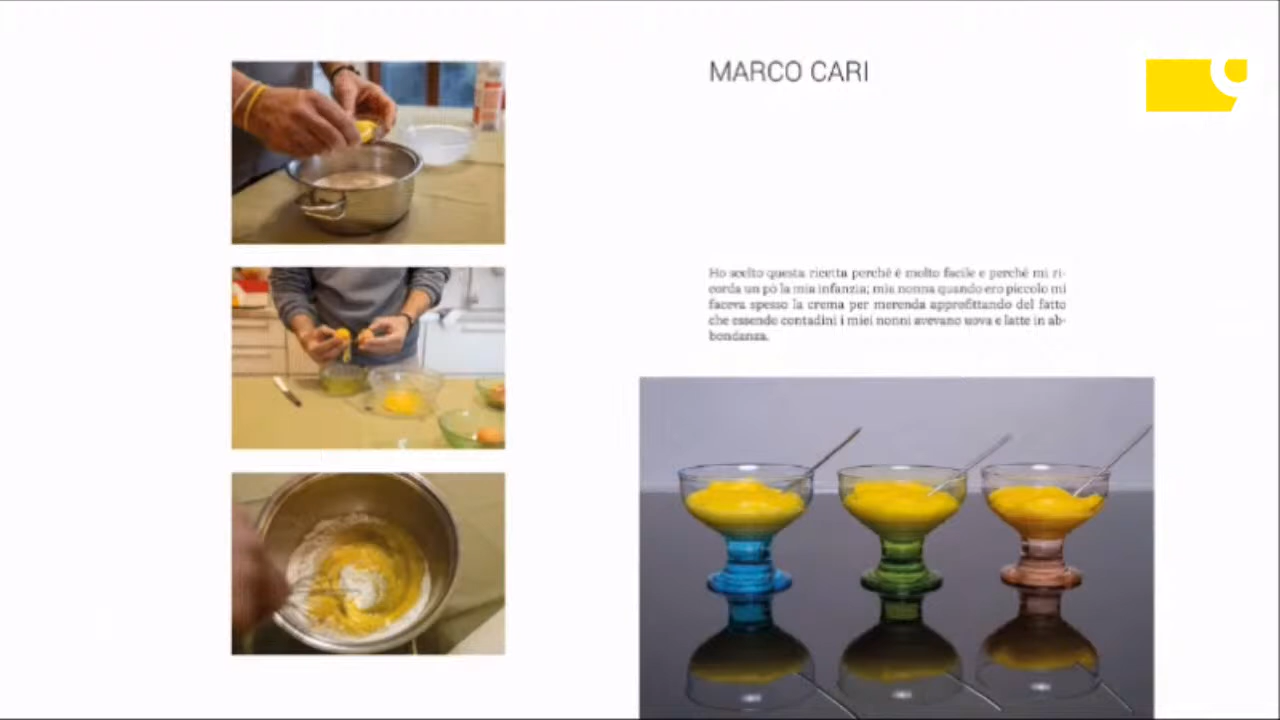 MARCO CARI
Ho scelto questa ricetta perchè è molto facile e perchè mi ri-
corda un pò la mia infanzia; mia nonna quando ero piccolo mi
faceva spesso la crema per merenda approfittando del fatto
che essendo contadini i miei nonni avevano uova e latte in ab-
bondanza.